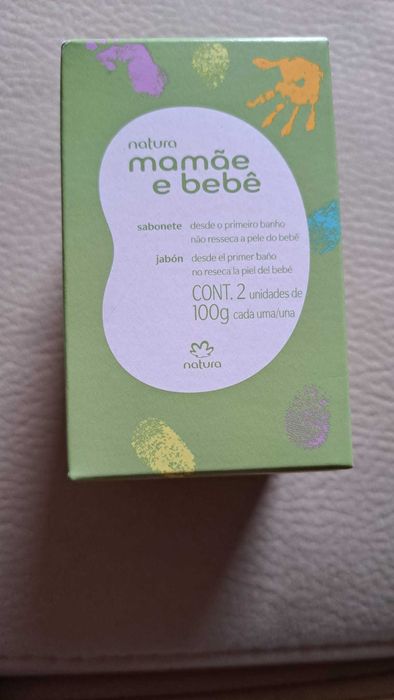 natura
mamãe
e bebê
sabonete desde o primeiro banho
não resseca a pele do bebê
jabón desde el primer baño
no reseca la piel del bebé
CONT. 2 unidades de
100g cada uma/una
natura